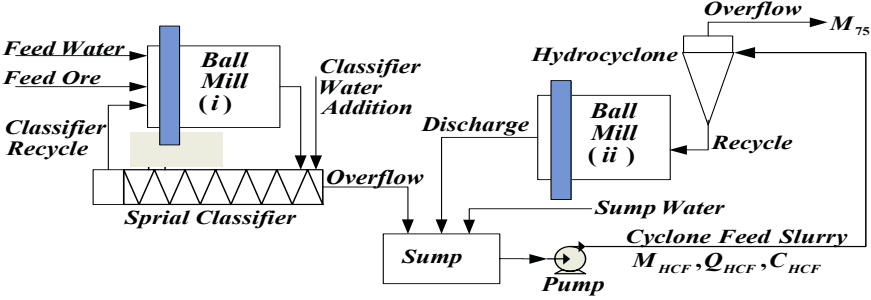 Overflow
M75
Feed Water
Ball
Mill
(i)
Hydrocyclone
Feed Ore
Classifier
Water
Addition
Classifier
Recycle
Ball
Mill
(ii)
Discharge
Recycle
Overflow
Sprial Classifier
Sump Water
Sump
Cyclone Feed Slurry
MHCF,QHCF,CHCF
Pump